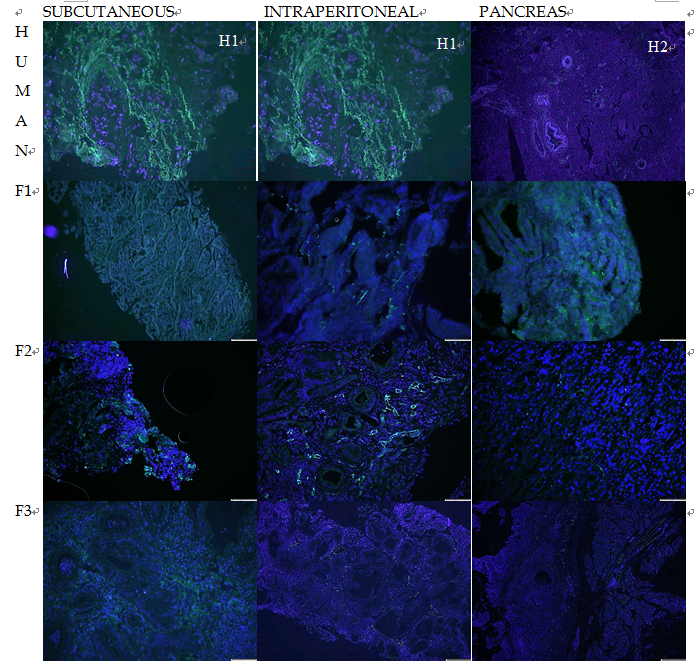 SUBCUTANEOUS INTRAPERITONEAL PANCREAS
H
U
M
A
N
H1 H1 H2
F1
F2
F3